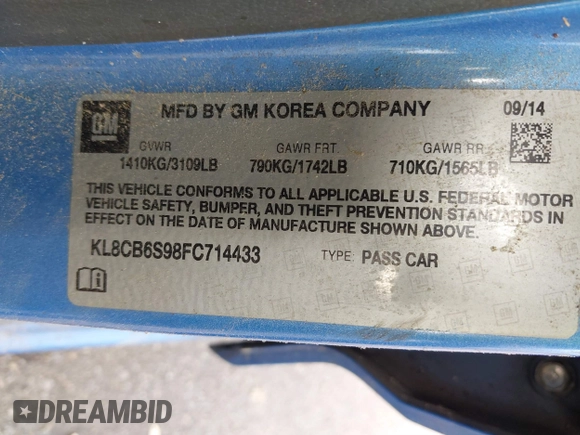 GM
MFD BY GM KOREA COMPANY 09/14
GVWR GAWR FRT. GAWR RR.
1410KG/3109LB 790KG/1742LB 710KG/1565LB
THIS VEHICLE CONFORMS TO ALL APPLICABLE U.S. FEDERAL MOTOR
VEHICLE SAFETY, BUMPER, AND THEFT PREVENTION STANDARDS IN
EFFECT ON THE DATE OF MANUFACTURE SHOWN ABOVE.
KL8CB6S98FC714433 TYPE: PASS CAR
DREAMBID